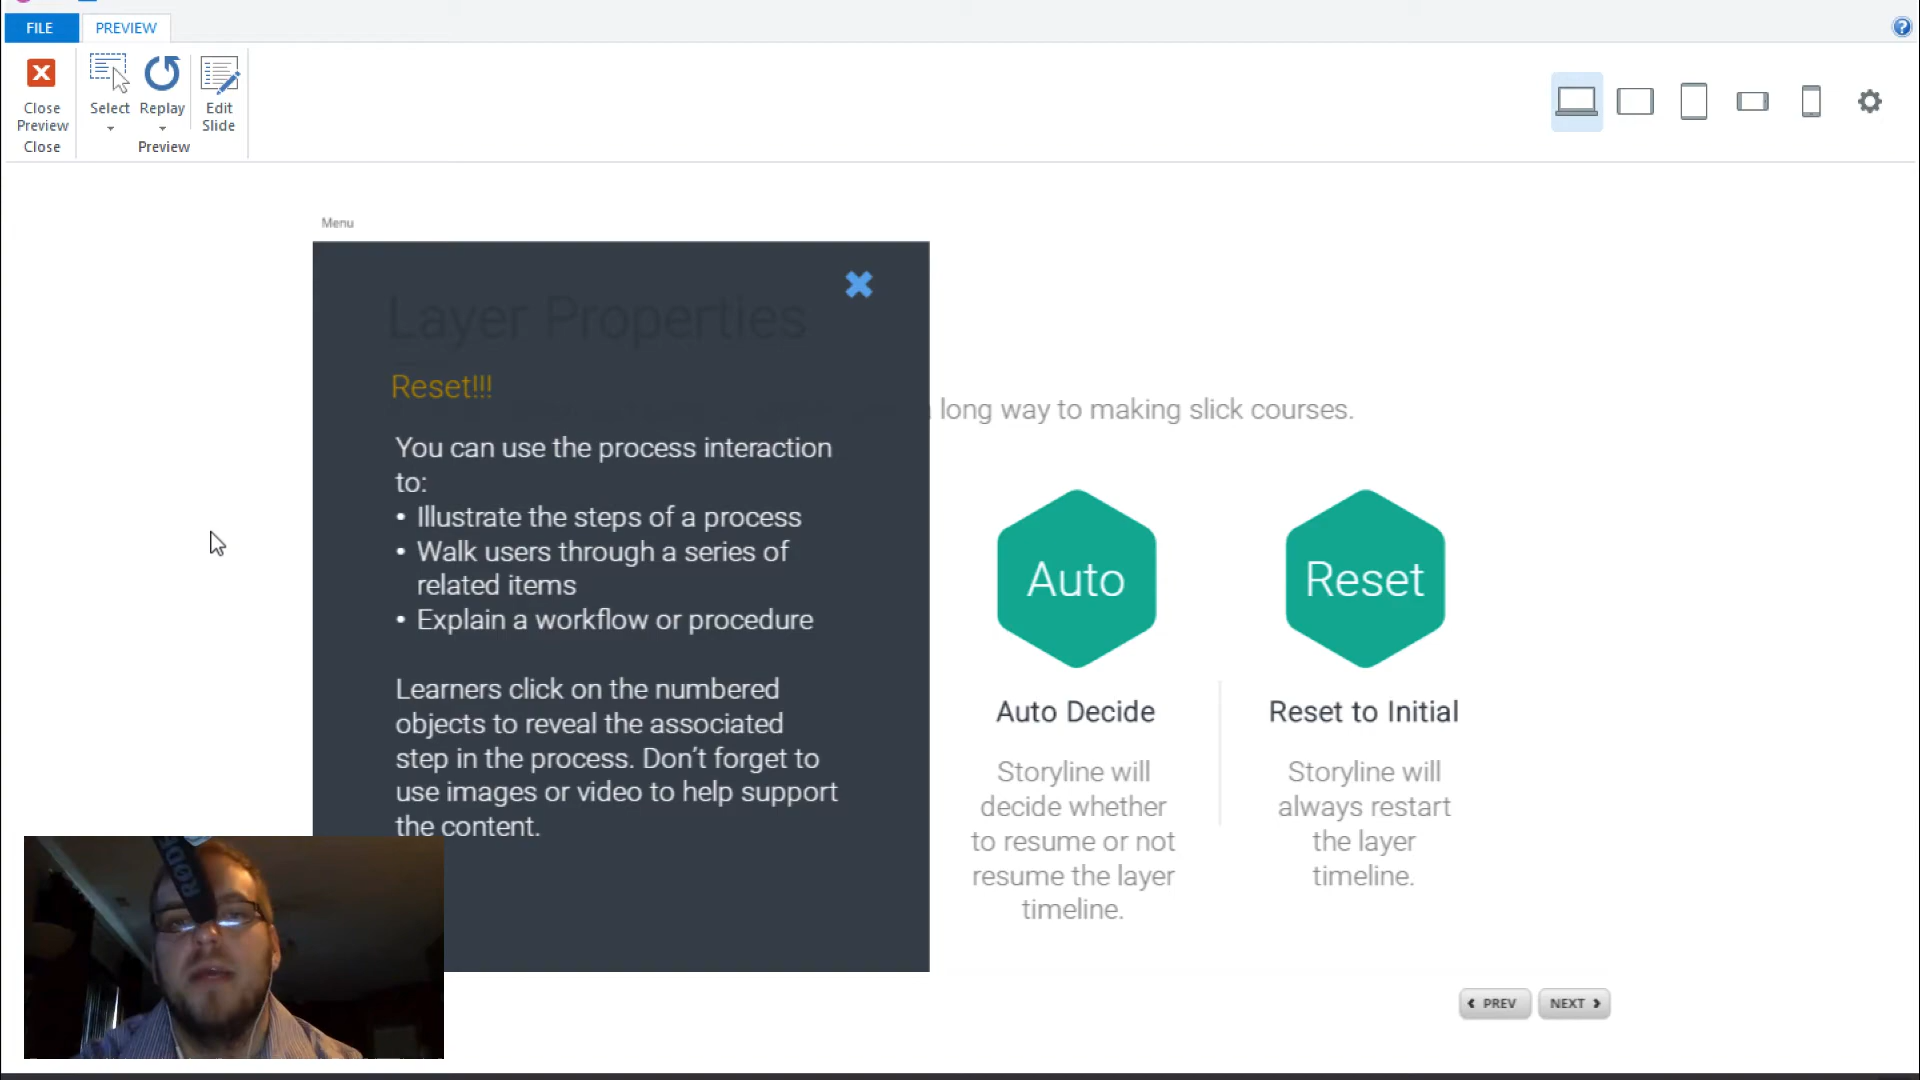 FILE
PREVIEW
Close
Preview
Select
Replay
Edit
Slide
Close
Preview
Menu
Layer Properties
Reset!!!
long way to making slick courses.
You can use the process interaction
to:
• Illustrate the steps of a process
• Walk users through a series of
related items
• Explain a workflow or procedure
Learners click on the numbered
objects to reveal the associated
step in the process. Don’t forget to
use images or video to help support
the content.
Auto
Auto Decide
Storyline will
decide whether
to resume or not
resume the layer
timeline.
Reset
Reset to Initial
Storyline will
always restart
the layer
timeline.
RØDE
PREV
NEXT